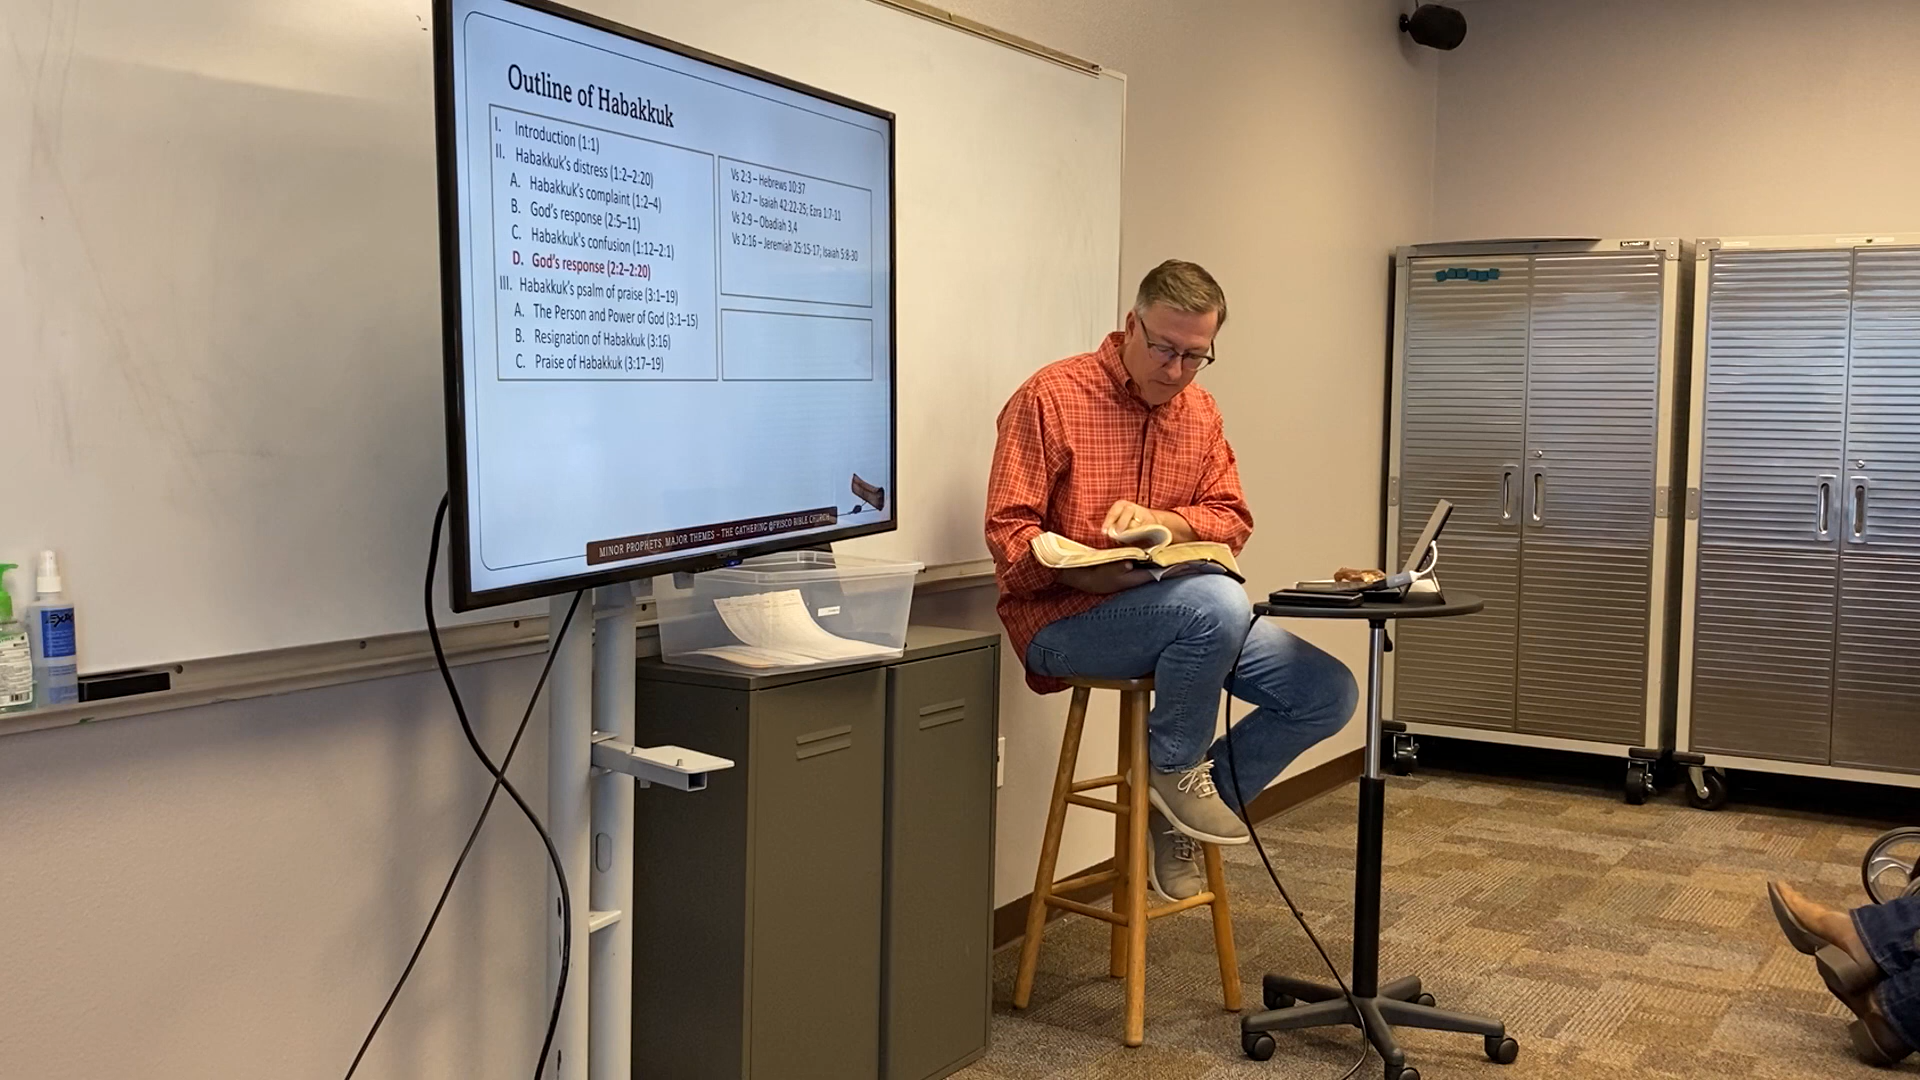 Outline of Habakkuk
I. Introduction (1:1)
II. Habakkuk's distress (1:2–2:20)
A. Habakkuk's complaint (1:2–4)
B. God's response (2:5–11)
C. Habakkuk's confusion (1:12–2:1)
D. God's response (2:2–2:20)
III. Habakkuk's psalm of praise (3:1–19)
A. The Person and Power of God (3:1–15)
B. Resignation of Habakkuk (3:16)
C. Praise of Habakkuk (3:17–19)
Vs 2:3 – Hebrews 10:37
Vs 2:7 – Isaiah 42:22-25; Ezra 1:7-11
Vs 2:9 – Obadiah 3,4
Vs 2:16 – Jeremiah 25:15-17; Isaiah 5:8-30
MINOR PROPHETS, MAJOR THEMES – THE GATHERING @FRISCO BIBLE CHURCH
EXPO